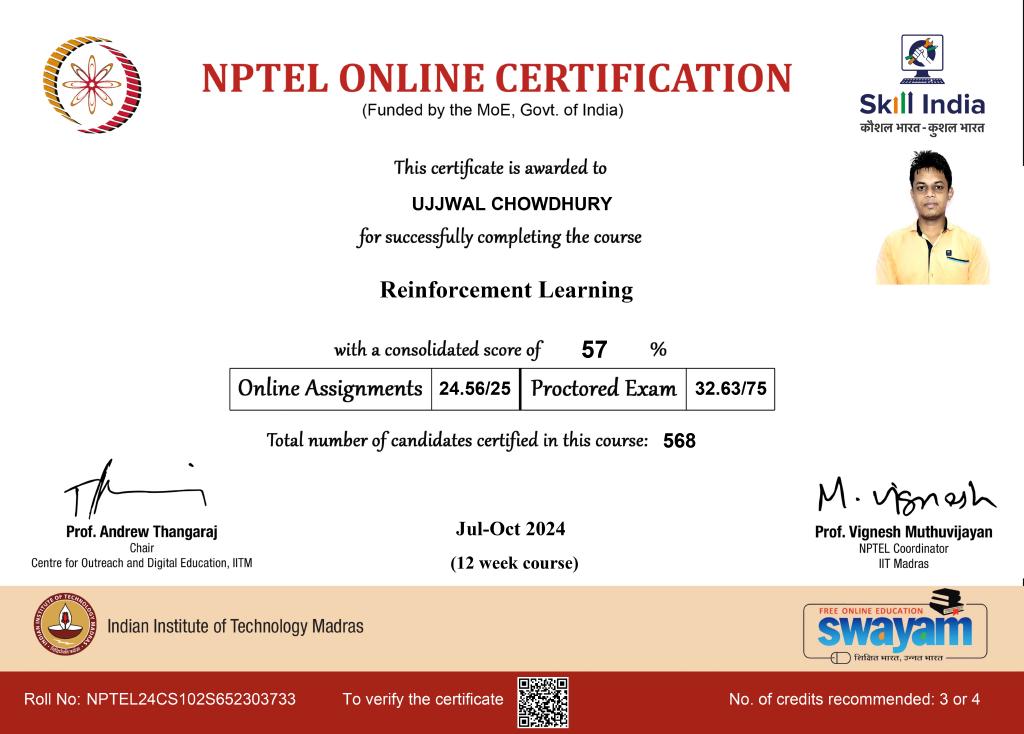 NPTEL ONLINE CERTIFICATION
(Funded by the MoE, Govt. of India)
Skill India
कौशल भारत - कुशल भारत
This certificate is awarded to
UJJWAL CHOWDHURY
for successfully completing the course
Reinforcement Learning
with a consolidated score of 57 %
Online Assignments 24.56/25 Proctored Exam 32.63/75
Total number of candidates certified in this course: 568
M. Vignesh
Prof. Andrew Thangaraj
Chair
Centre for Outreach and Digital Education, IITM
Jul-Oct 2024
(12 week course)
Prof. Vignesh Muthuvijayan
NPTEL Coordinator
IIT Madras
INDIAN INSTITUTE OF TECHNOLOGY MADRAS
Indian Institute of Technology Madras
FREE ONLINE EDUCATION
swayam
शिक्षित भारत, उन्नत भारत
Roll No: NPTEL24CS102S652303733
To verify the certificate
No. of credits recommended: 3 or 4